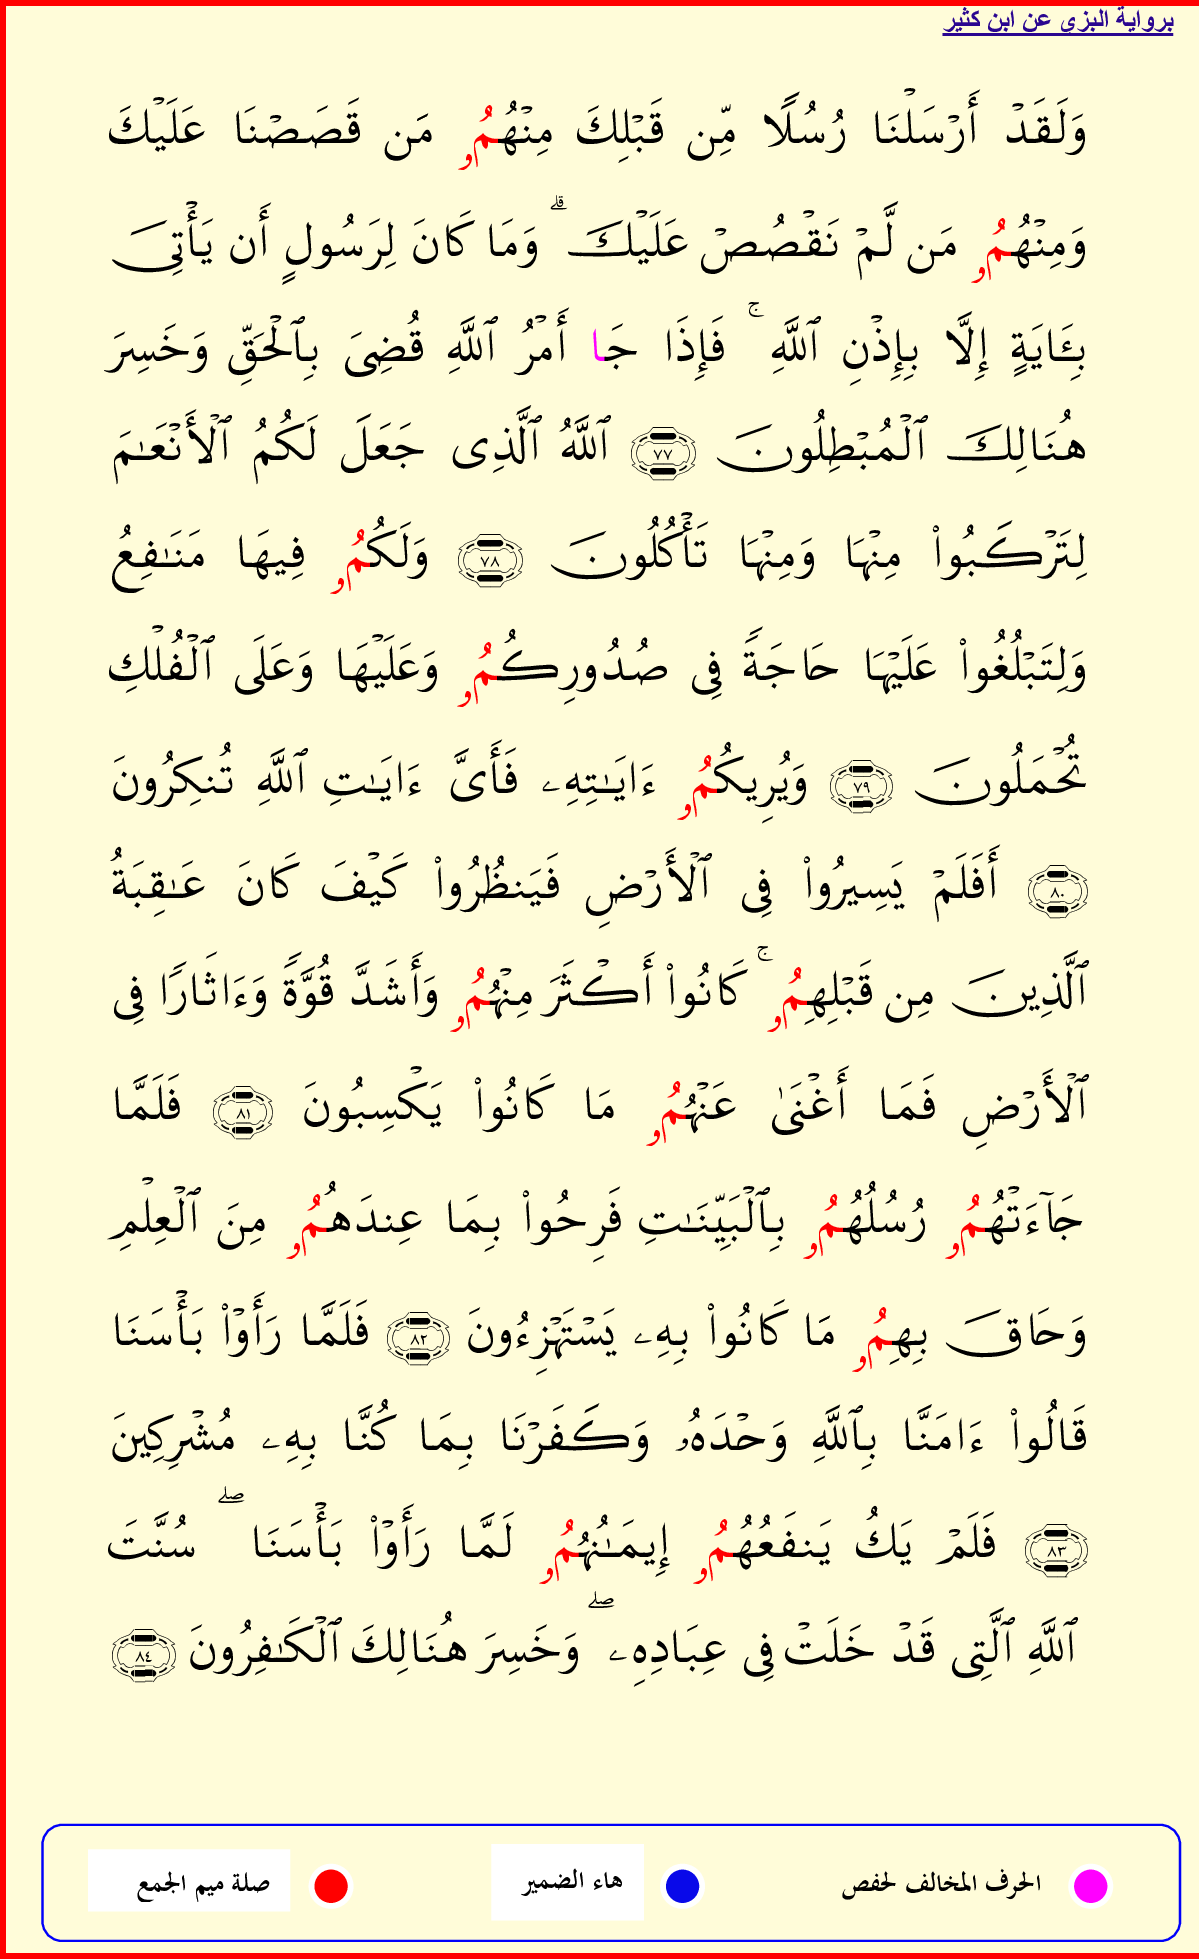 برواية البزى عن ابن كثير
وَلَقَدْ أَرْسَلْنَا رُسُلًا مِّن قَبْلِكَ مِنْهُمُۥ مَن قَصَصْنَا عَلَيْكَ
وَمِنْهُمُۥ مَن لَّمْ نَقْصُصْ عَلَيْكَ ۗ وَمَا كَانَ لِرَسُولٍ أَن يَأْتِىَ
بِـَٔايَةٍ إِلَّا بِإِذْنِ ٱللَّهِ ۚ فَإِذَا جَا أَمْرُ ٱللَّهِ قُضِىَ بِٱلْحَقِّ وَخَسِرَ
هُنَالِكَ ٱلْمُبْطِلُونَ ٧٧ ٱللَّهُ ٱلَّذِى جَعَلَ لَكُمُ ٱلْأَنْعَٰمَ
لِتَرْكَبُوا۟ مِنْهَا وَمِنْهَا تَأْكُلُونَ ٧٨ وَلَكُمُۥ فِيهَا مَنَٰفِعُ
وَلِتَبْلُغُوا۟ عَلَيْهَا حَاجَةً فِى صُدُورِكُمُۥ وَعَلَيْهَا وَعَلَى ٱلْفُلْكِ
تُحْمَلُونَ ٧٩ وَيُرِيكُمُۥ ءَايَٰتِهِۦ فَأَىَّ ءَايَٰتِ ٱللَّهِ تُنكِرُونَ
٨٠ أَفَلَمْ يَسِيرُوا۟ فِى ٱلْأَرْضِ فَيَنظُرُوا۟ كَيْفَ كَانَ عَٰقِبَةُ
ٱلَّذِينَ مِن قَبْلِهِمُۥ ۚ كَانُوا۟ أَكْثَرَ مِنْهُمُۥ وَأَشَدَّ قُوَّةً وَءَاثَارًا فِى
ٱلْأَرْضِ فَمَا أَغْنَىٰ عَنْهُمُۥ مَا كَانُوا۟ يَكْسِبُونَ ٨١ فَلَمَّا
جَآءَتْهُمُۥ رُسُلُهُمُۥ بِٱلْبَيِّنَٰتِ فَرِحُوا۟ بِمَا عِندَهُمُۥ مِنَ ٱلْعِلْمِ
وَحَاقَ بِهِمُۥ مَا كَانُوا۟ بِهِۦ يَسْتَهْزِءُونَ ٨٢ فَلَمَّا رَأَوْا۟ بَأْسَنَا
قَالُوا۟ ءَامَنَّا بِٱللَّهِ وَحْدَهُۥ وَكَفَرْنَا بِمَا كُنَّا بِهِۦ مُشْرِكِينَ
٨٣ فَلَمْ يَكُ يَنفَعُهُمُۥ إِيمَٰنُهُمُۥ لَمَّا رَأَوْا۟ بَأْسَنَا ۖ سُنَّتَ
ٱللَّهِ ٱلَّتِى قَدْ خَلَتْ فِى عِبَادِهِۦ ۖ وَخَسِرَ هُنَالِكَ ٱلْكَٰفِرُونَ ٨٤
الحرف المخالف لحفص هاء الضمير صلة ميم الجمع